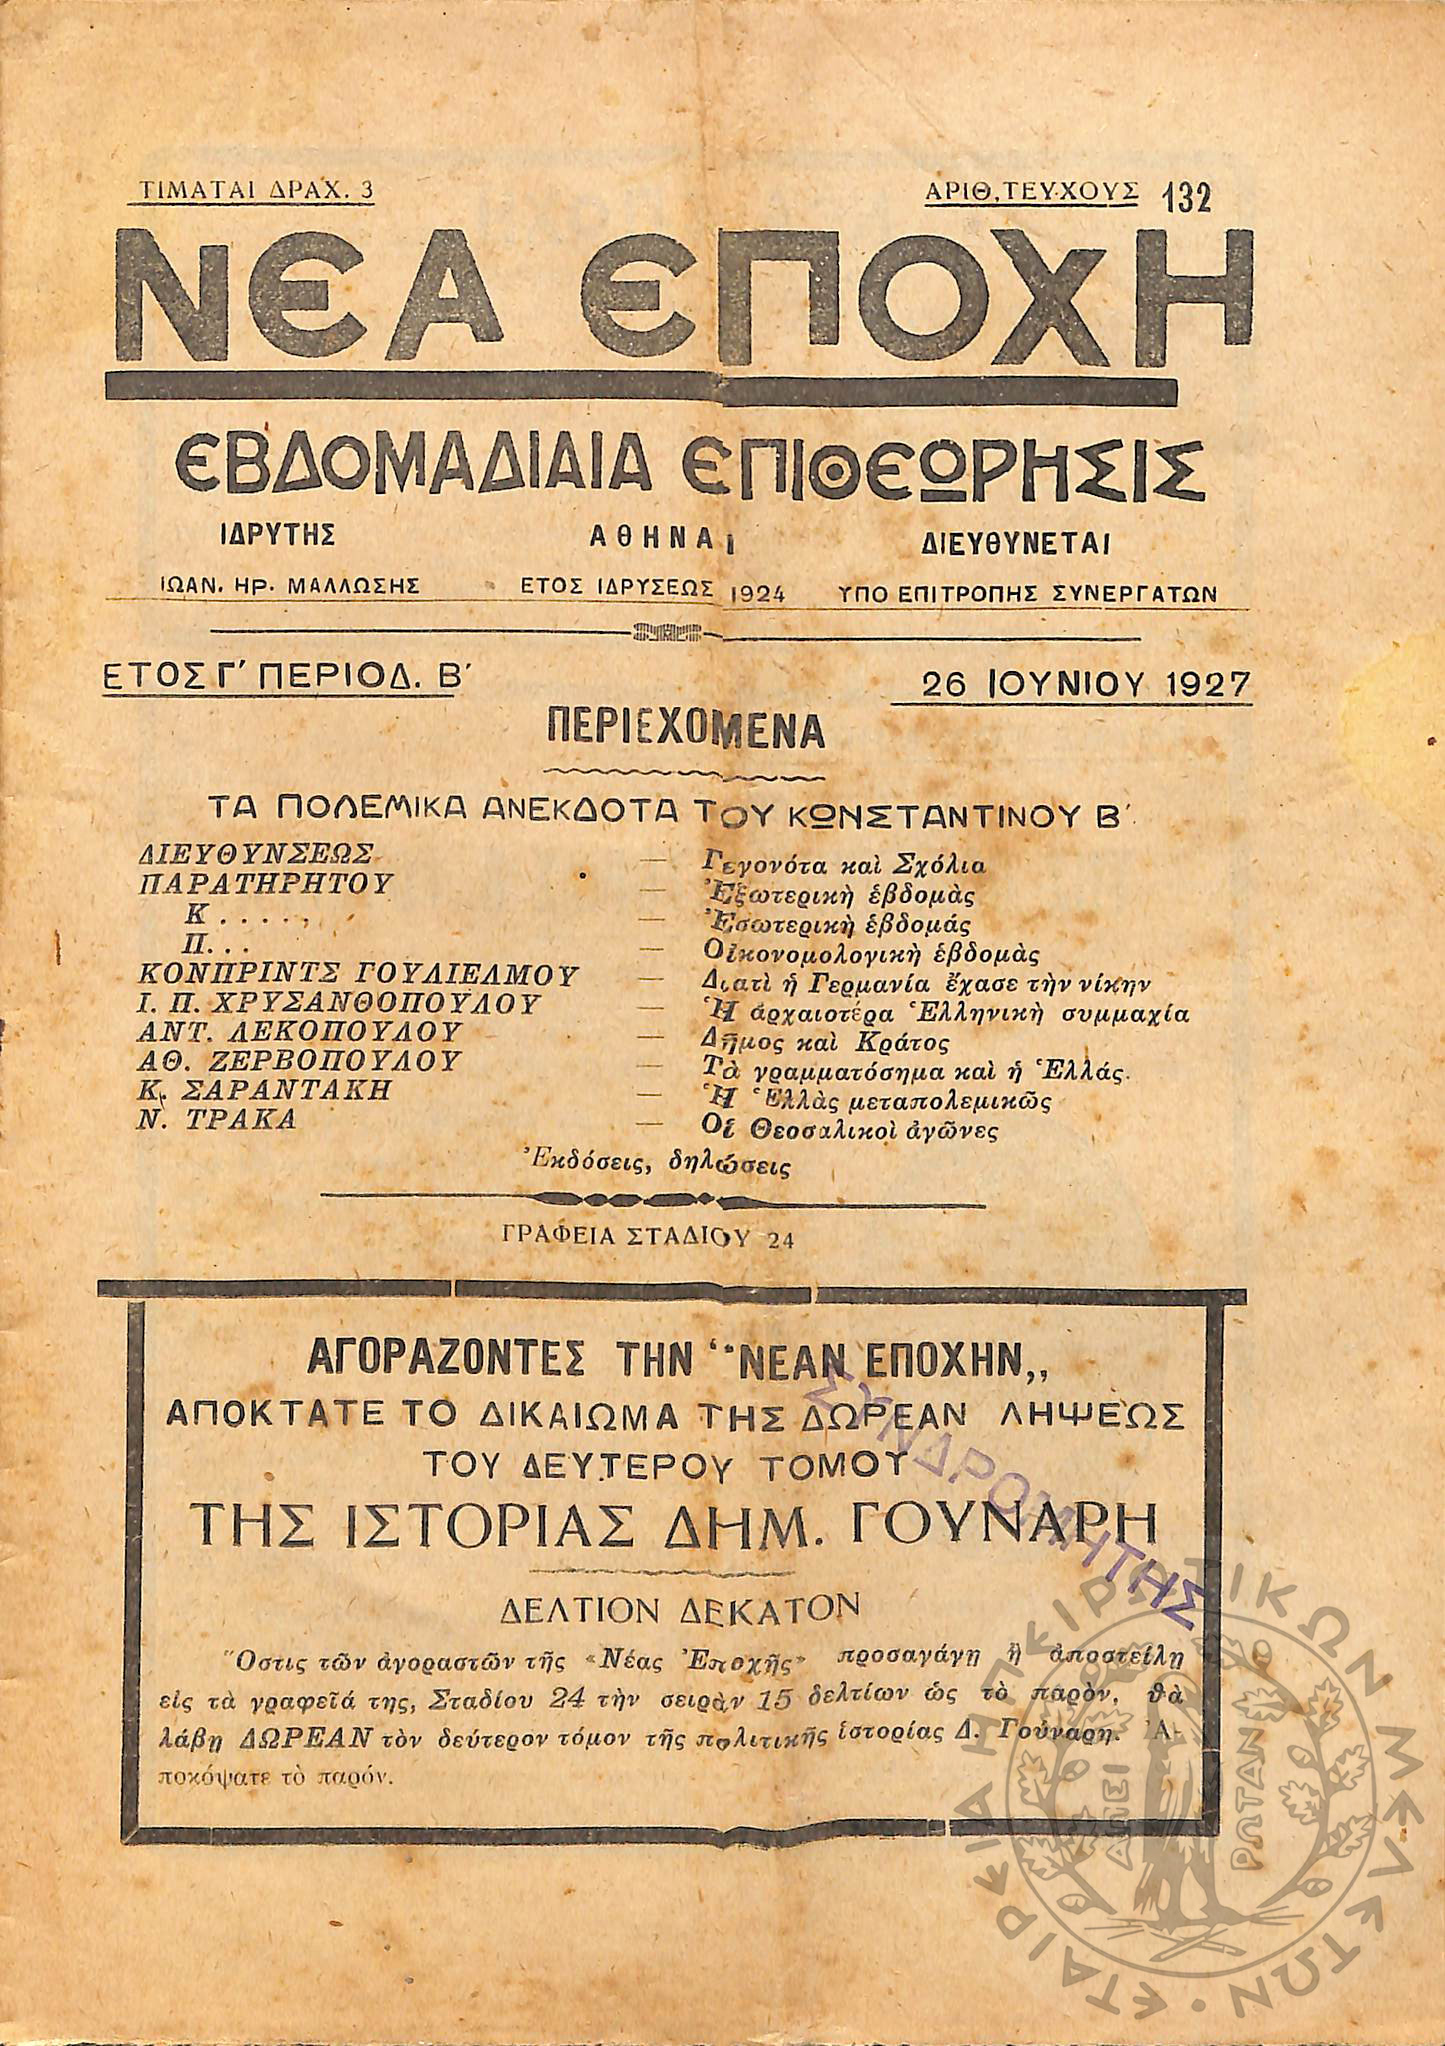 ΤΙΜΑΤΑΙ ΔΡΑΧ. 3
ΑΡΙΘ. ΤΕΥΧΟΥΣ 132
ΝΕΑ ΕΠΟΧΗ
ΕΒΔΟΜΑΔΙΑΙΑ ΕΠΙΘΕΩΡΗΣΙΣ
ΙΔΡΥΤΗΣ ΑΘΗΝΑΙ ΔΙΕΥΘΥΝΕΤΑΙ
ΙΩΑΝ. ΗΡ. ΜΑΛΛΩΣΗΣ ΕΤΟΣ ΙΔΡΥΣΕΩΣ 1924 ΥΠΟ ΕΠΙΤΡΟΠΗΣ ΣΥΝΕΡΓΑΤΩΝ
ΕΤΟΣ Γ' ΠΕΡΙΟΔ. Β' 26 ΙΟΥΝΙΟΥ 1927
ΠΕΡΙΕΧΟΜΕΝΑ
ΤΑ ΠΟΛΕΜΙΚΑ ΑΝΕΚΔΟΤΑ ΤΟΥ ΚΩΝΣΤΑΝΤΙΝΟΥ Β'
ΔΙΕΥΘΥΝΣΕΩΣ — Γεγονότα καὶ Σχόλια
ΠΑΡΑΤΗΡΗΤΟΥ — Ἐξωτερικὴ ἑβδομὰς
Κ . . . . , — Ἐσωτερικὴ ἑβδομάς
Π. . . — Οἰκονομολογικὴ ἑβδομὰς
ΚΟΝΠΡΙΝΤΣ ΓΟΥΛΙΕΛΜΟΥ — Διατὶ ἡ Γερμανία ἔχασε τὴν νίκην
Ι. Π. ΧΡΥΣΑΝΘΟΠΟΥΛΟΥ — Ἡ ἀρχαιοτέρα Ἑλληνικὴ συμμαχία
ΑΝΤ. ΛΕΚΟΠΟΥΛΟΥ — Δῆμος καὶ Κράτος
ΑΘ. ΖΕΡΒΟΠΟΥΛΟΥ — Τὰ γραμματόσημα καὶ ἡ Ἑλλάς.
Κ. ΣΑΡΑΝΤΑΚΗ — Ἡ Ἑλλὰς μεταπολεμικῶς
Ν. ΤΡΑΚΑ — Οἱ Θεσσαλικοὶ ἀγῶνες
Ἐκδόσεις, δηλώσεις
ΓΡΑΦΕΙΑ ΣΤΑΔΙΟΥ 24
ΑΓΟΡΑΖΟΝΤΕΣ ΤΗΝ “ΝΕΑΝ ΕΠΟΧΗΝ„
ΑΠΟΚΤΑΤΕ ΤΟ ΔΙΚΑΙΩΜΑ ΤΗΣ ΔΩΡΕΑΝ ΛΗΨΕΩΣ
ΤΟΥ ΔΕΥΤΕΡΟΥ ΤΟΜΟΥ
ΤΗΣ ΙΣΤΟΡΙΑΣ ΔΗΜ. ΓΟΥΝΑΡΗ
ΣΥΝΔΡΟΜΗΤΗΣ
ΔΕΛΤΙΟΝ ΔΕΚΑΤΟΝ
Ὅστις τῶν ἀγοραστῶν τῆς «Νέας Ἐποχῆς» προσαγάγῃ ἢ ἀποστείλῃ
εἰς τὰ γραφεῖά της, Σταδίου 24 τὴν σειρὰν 15 δελτίων ὡς τὸ παρὸν, θὰ
λάβῃ ΔΩΡΕΑΝ τὸν δεύτερον τόμον τῆς πολιτικῆς ἱστορίας Δ. Γούναρη. Ἀ-
ποκόψατε τὸ παρόν.
ΕΤΑΙΡΕΙΑ ΗΠΕΙΡΩΤΙΚΩΝ ΜΕΛΕΤΩΝ
ΑΠΕΙ ΡΩΤΑΝ